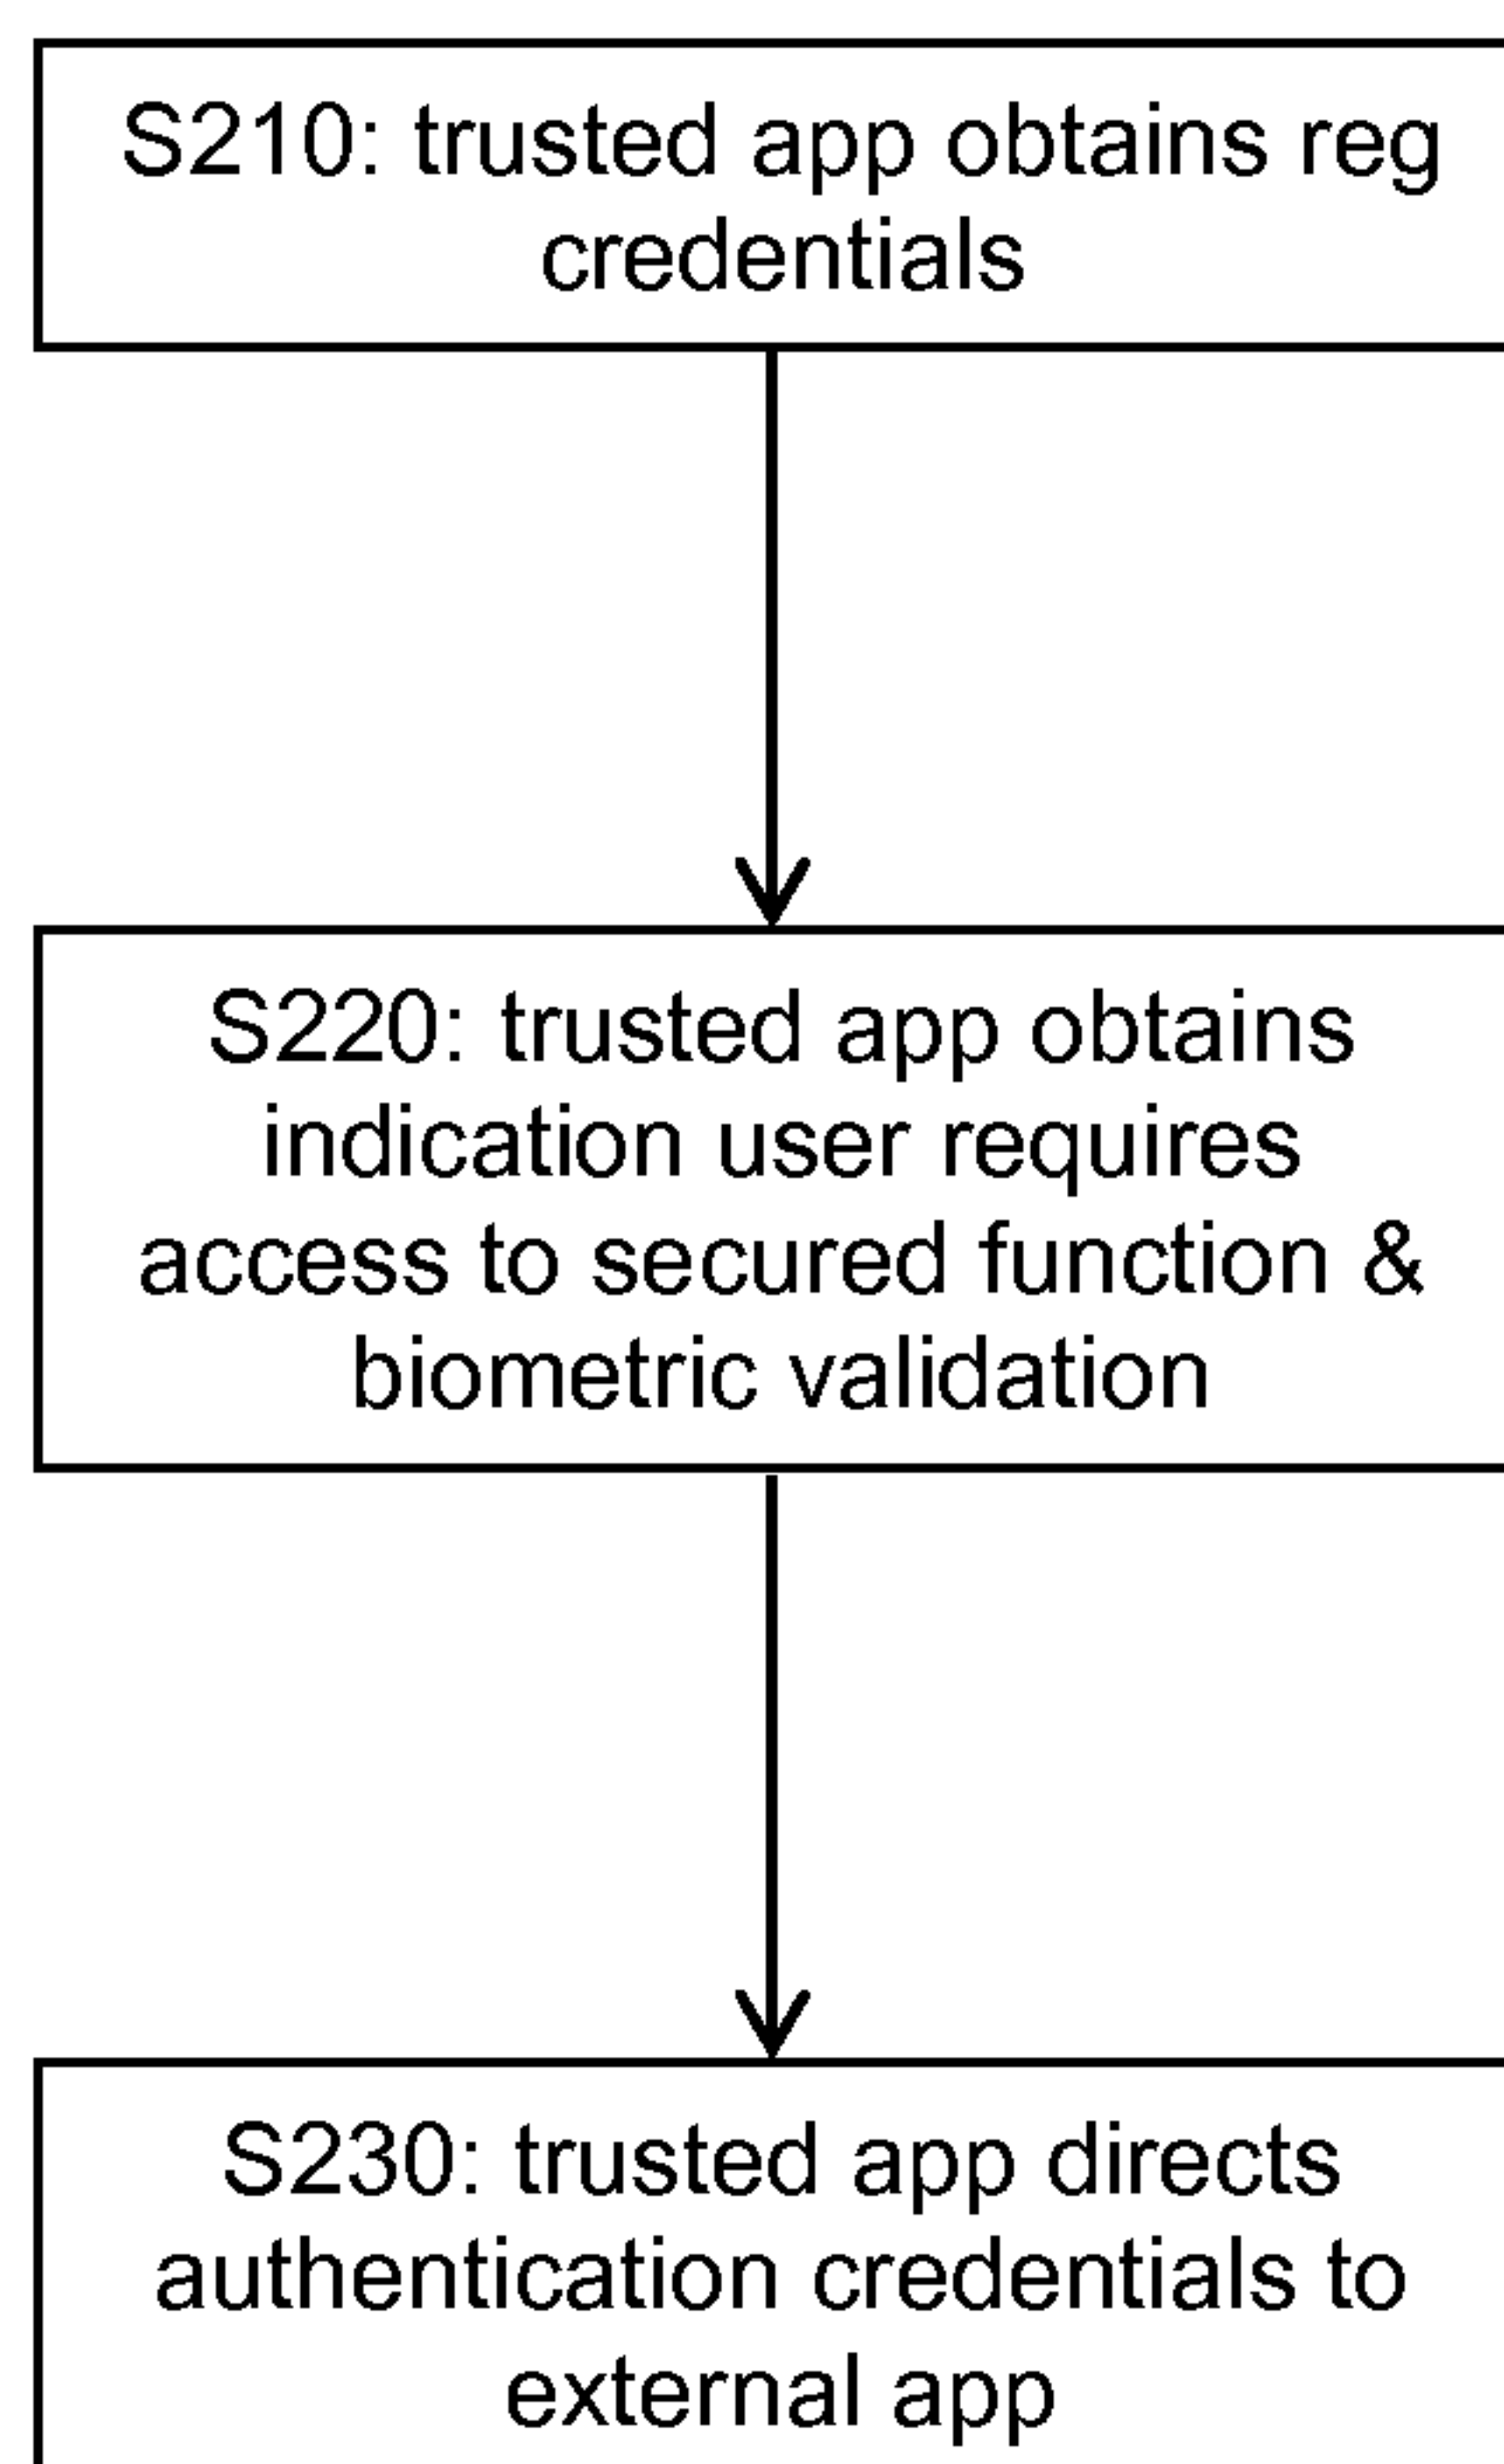 S210: trusted app obtains reg
credentials
S220: trusted app obtains
indication user requires
access to secured function &
biometric validation
S230: trusted app directs
authentication credentials to
external app